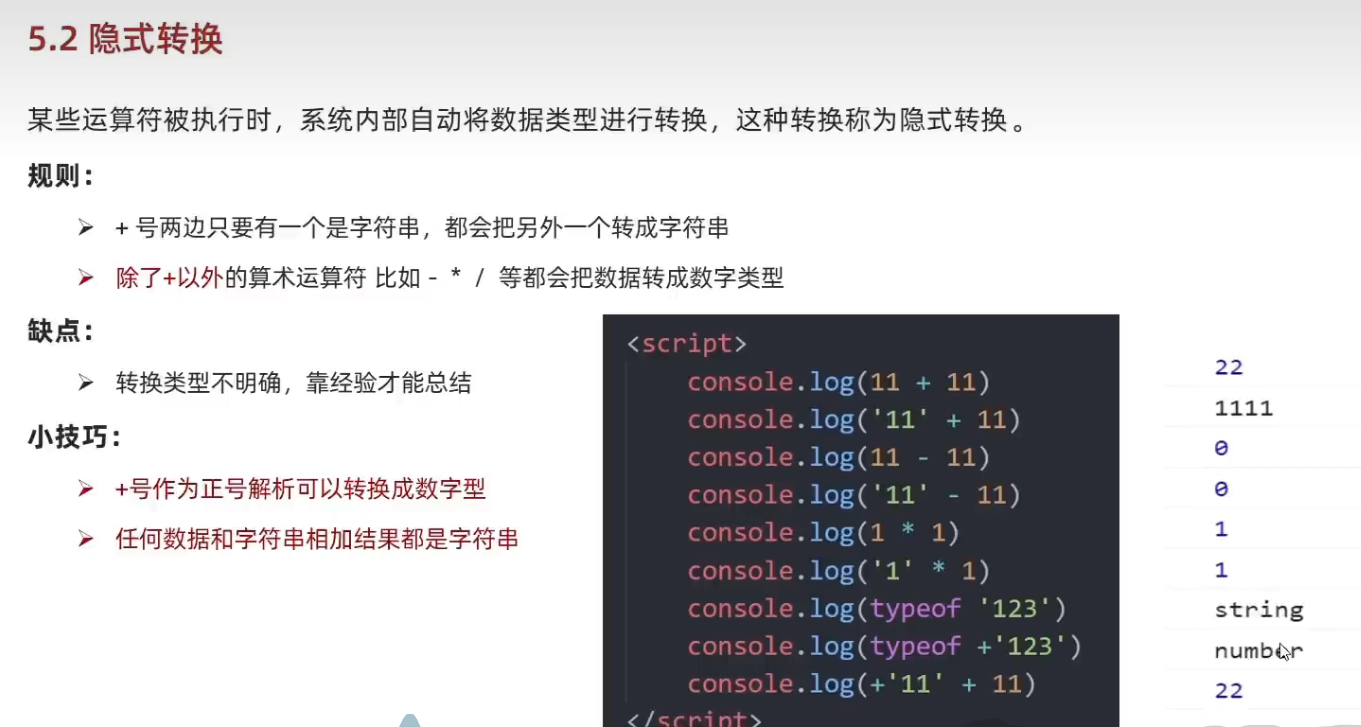 5.2 隐式转换
某些运算符被执行时，系统内部自动将数据类型进行转换，这种转换称为隐式转换。
规则：
➢ + 号两边只要有一个是字符串，都会把另外一个转成字符串
➢ 除了+以外的算术运算符 比如 - * / 等都会把数据转成数字类型
缺点：
➢ 转换类型不明确，靠经验才能总结
小技巧：
➢ +号作为正号解析可以转换成数字型
➢ 任何数据和字符串相加结果都是字符串
<script>
console.log(11 + 11)
console.log('11' + 11)
console.log(11 - 11)
console.log('11' - 11)
console.log(1 * 1)
console.log('1' * 1)
console.log(typeof '123')
console.log(typeof +'123')
console.log(+'11' + 11)
</script>
22
1111
0
0
1
1
string
number
22